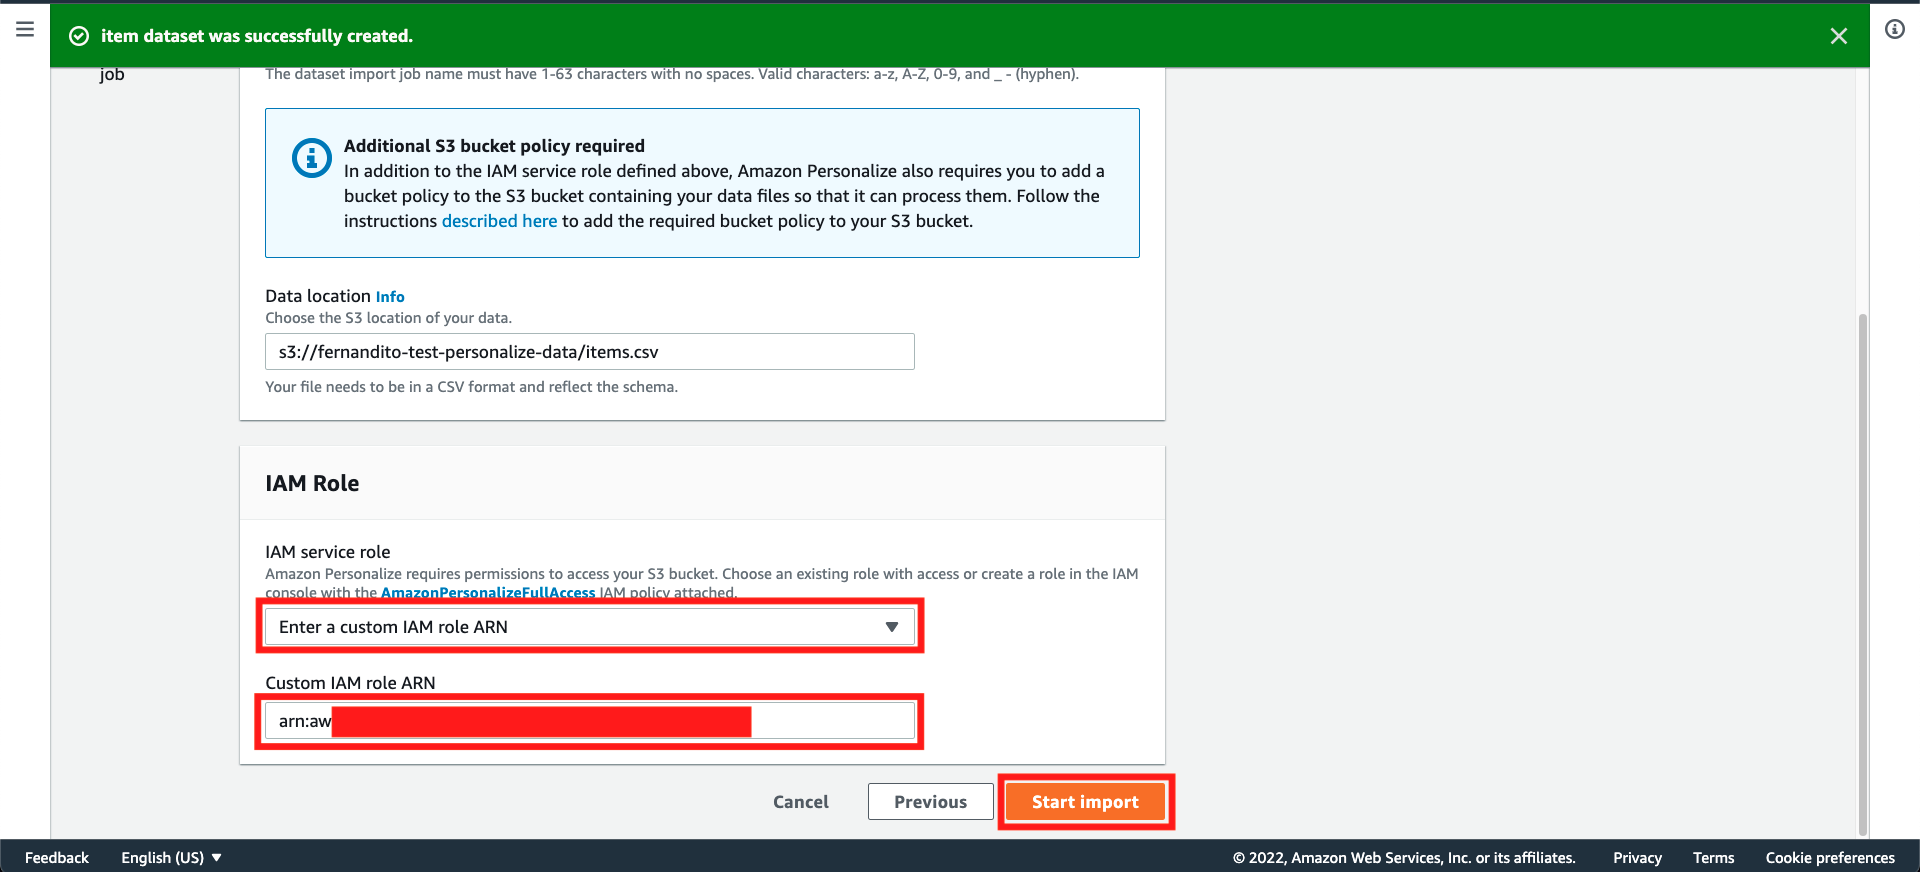 item dataset was successfully created.
job
The dataset import job name must have 1-63 characters with no spaces. Valid characters: a-z, A-Z, 0-9, and _ - (hyphen).
Additional S3 bucket policy required
In addition to the IAM service role defined above, Amazon Personalize also requires you to add a
bucket policy to the S3 bucket containing your data files so that it can process them. Follow the
instructions described here to add the required bucket policy to your S3 bucket.
Data location Info
Choose the S3 location of your data.
s3://fernandito-test-personalize-data/items.csv
Your file needs to be in a CSV format and reflect the schema.
IAM Role
IAM service role
Amazon Personalize requires permissions to access your S3 bucket. Choose an existing role with access or create a role in the IAM
console with the AmazonPersonalizeFullAccess IAM policy attached.
Enter a custom IAM role ARN
Custom IAM role ARN
arn:aw
Cancel
Previous
Start import
Feedback
English (US)
© 2022, Amazon Web Services, Inc. or its affiliates.
Privacy
Terms
Cookie preferences